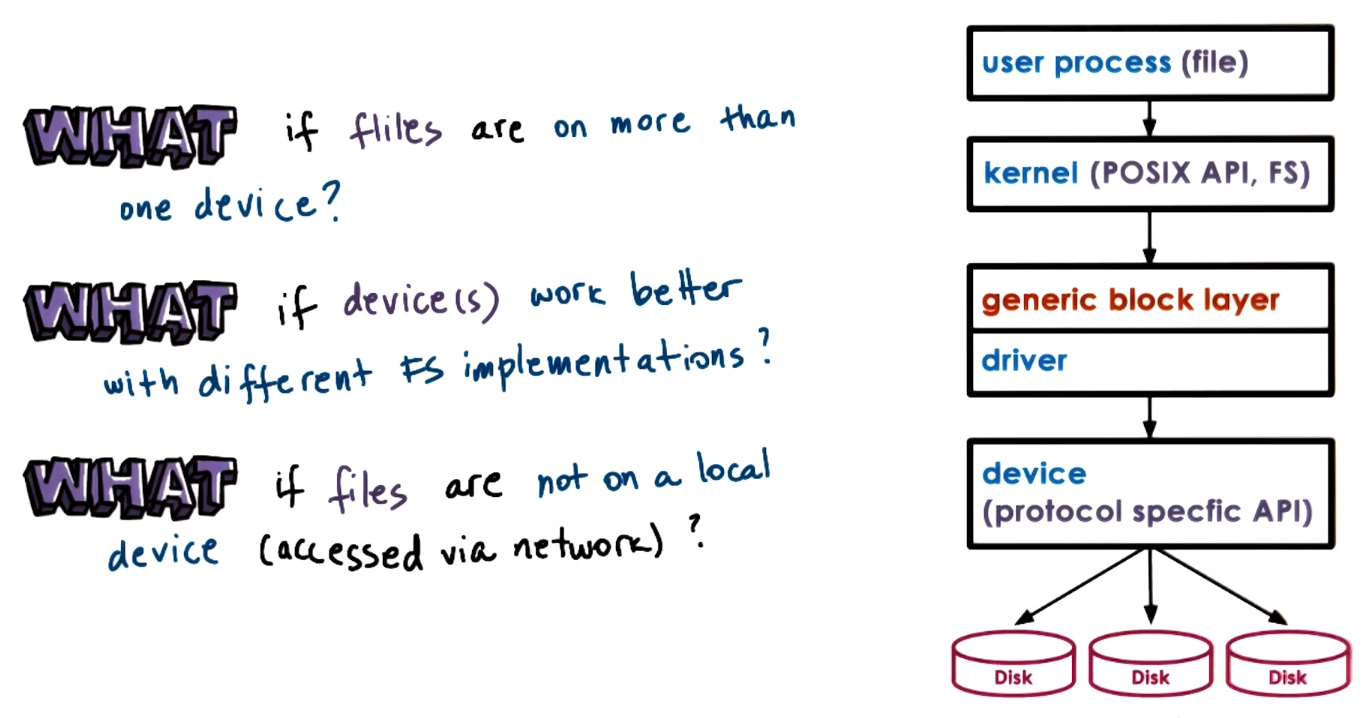 WHAT if fliles are on more than
one device?
WHAT if device(s) work better
with different FS implementations?
WHAT if files are not on a local
device (accessed via network)?
user process (file)
kernel (POSIX API, FS)
generic block layer
driver
device
(protocol specfic API)
Disk
Disk
Disk